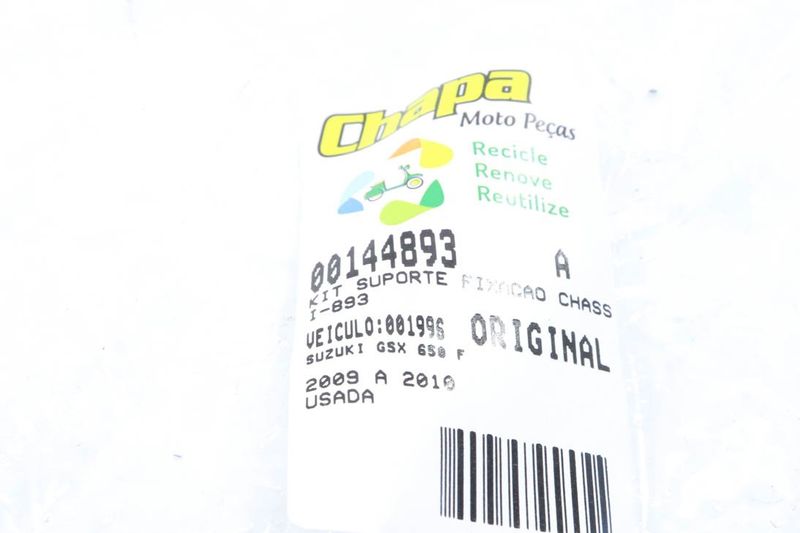 Chapa
Moto Peças
Recicle
Renove
Reutilize
00144893 A
KIT SUPORTE FIXACAO CHASS
I-893
VEICULO:001996 ORIGINAL
SUZUKI GSX 650 F
2009 A 2010
USADA